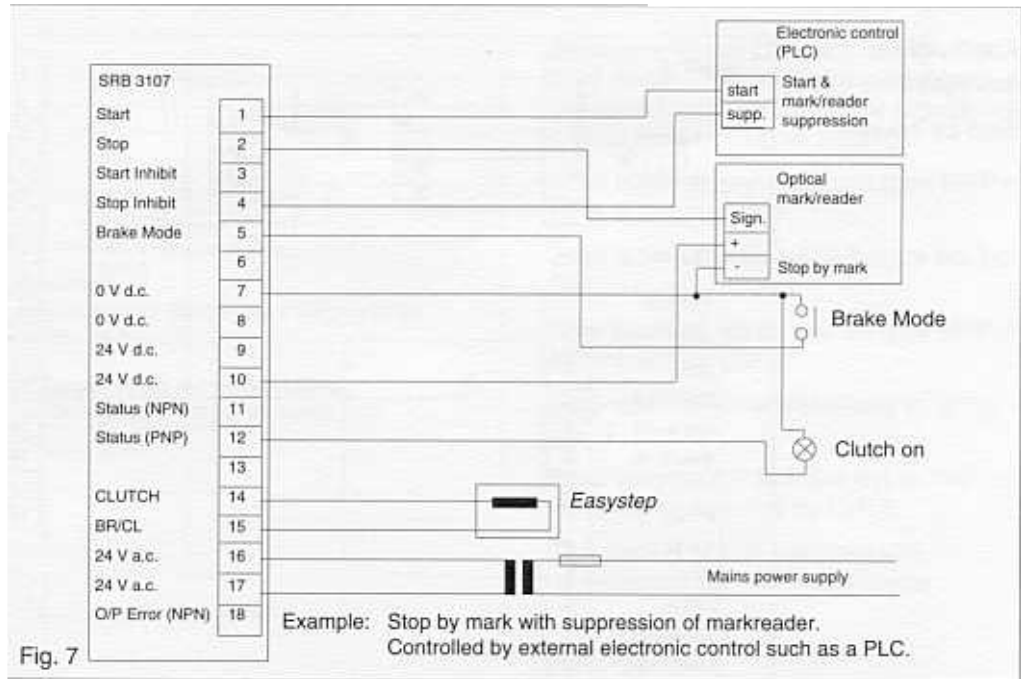 Electronic control
(PLC)
start
supp.
Start &
mark/reader
suppression
SRB 3107
Start 1
Stop 2
Start Inhibit 3
Stop Inhibit 4
Brake Mode 5
6
0 V d.c. 7
0 V d.c. 8
24 V d.c. 9
24 V d.c. 10
Status (NPN) 11
Status (PNP) 12
13
CLUTCH 14
BR/CL 15
24 V a.c. 16
24 V a.c. 17
O/P Error (NPN) 18
Optical
mark/reader
Sign.
+
-
Stop by mark
Brake Mode
Clutch on
Easystep
Mains power supply
Example: Stop by mark with suppression of markreader.
Controlled by external electronic control such as a PLC.
Fig. 7